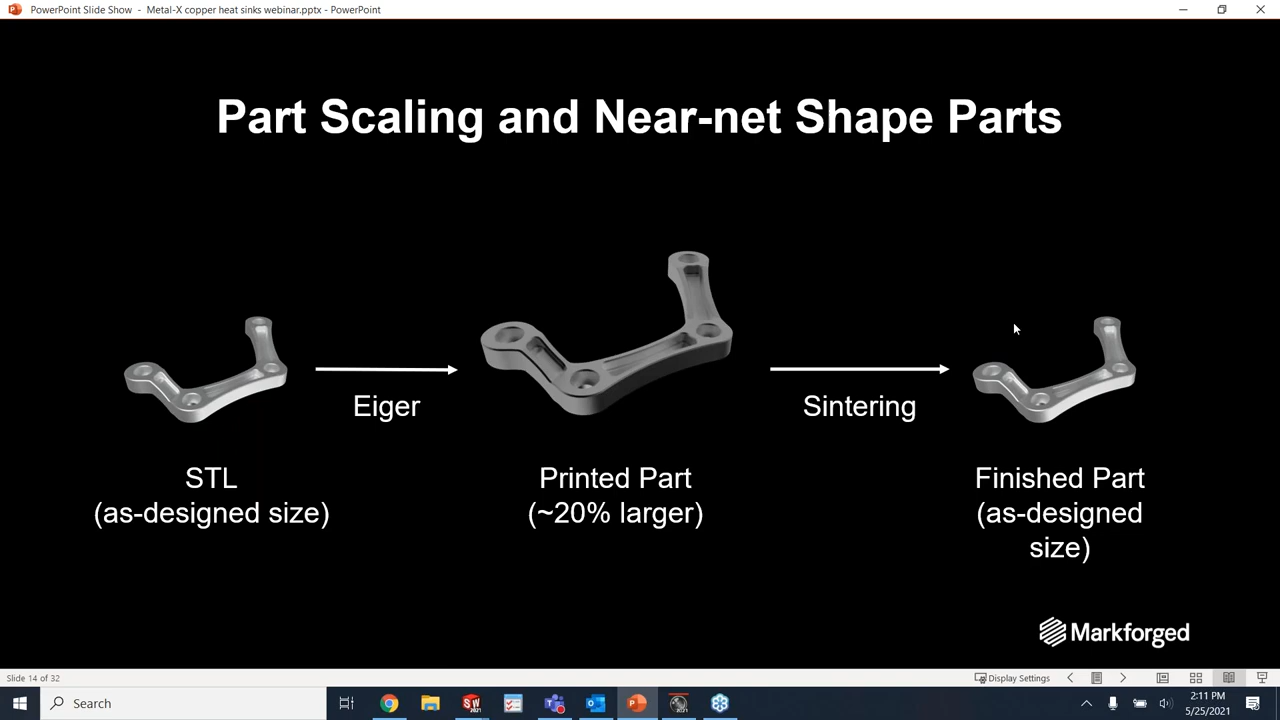 PowerPoint Slide Show - Metal-X copper heat sinks webinar.pptx - PowerPoint
Part Scaling and Near-net Shape Parts
Eiger
Sintering
STL
(as-designed size)
Printed Part
(~20% larger)
Finished Part
(as-designed
size)
Markforged
Slide 14 of 32
Display Settings
Search
2:11 PM
5/25/2021